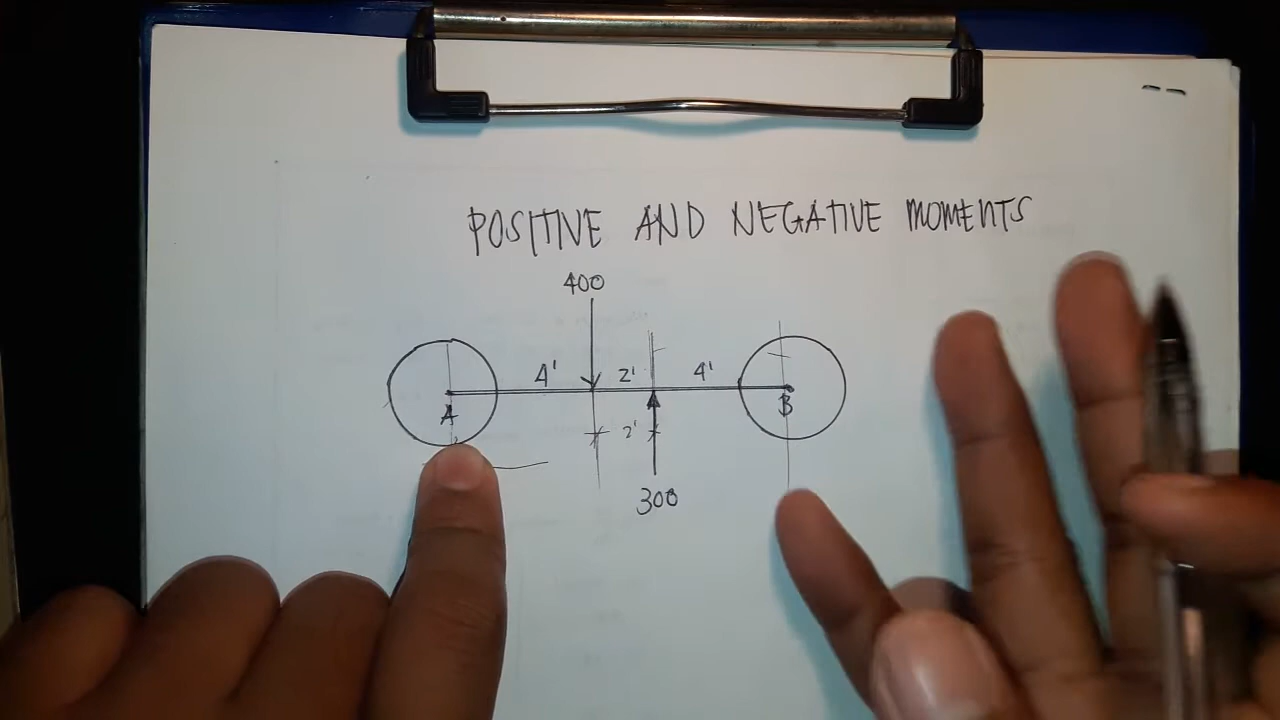 POSITIVE AND NEGATIVE MOMENTS
400
4' 2' 4'
A B
2'
300